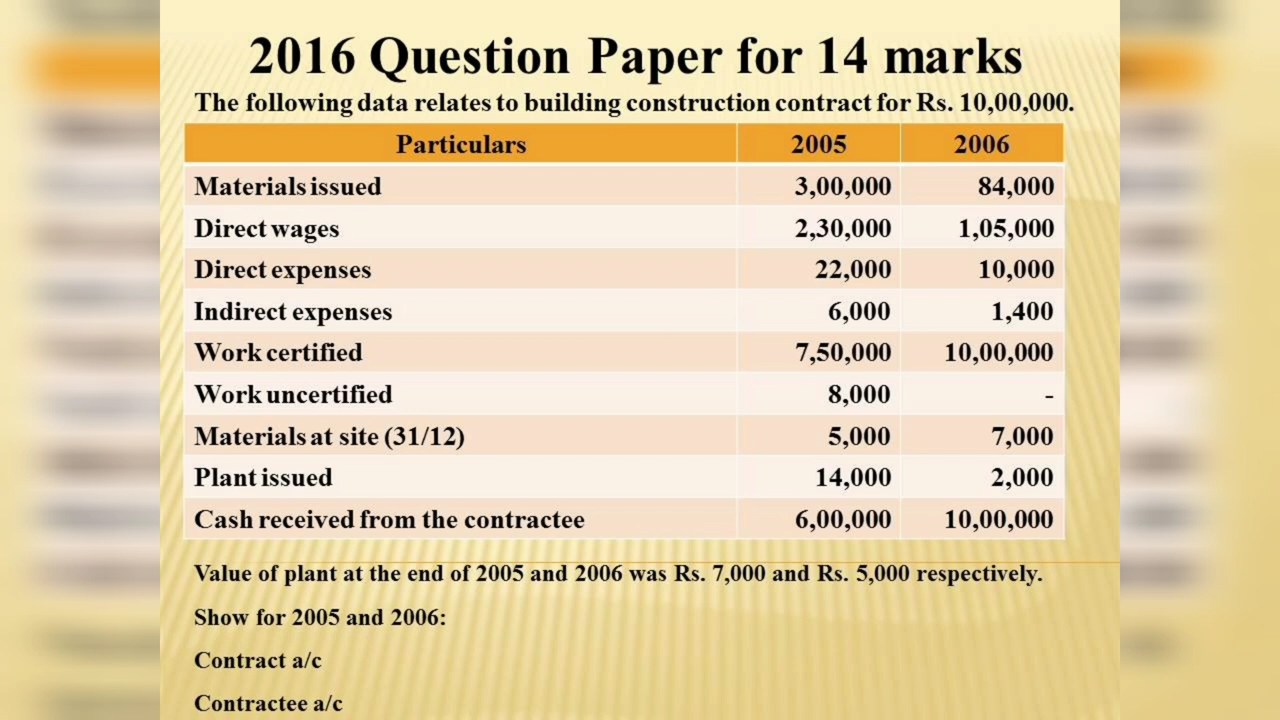 2016 Question Paper for 14 marks
The following data relates to building construction contract for Rs. 10,00,000.
Particulars 2005 2006
Materials issued 3,00,000 84,000
Direct wages 2,30,000 1,05,000
Direct expenses 22,000 10,000
Indirect expenses 6,000 1,400
Work certified 7,50,000 10,00,000
Work uncertified 8,000 -
Materials at site (31/12) 5,000 7,000
Plant issued 14,000 2,000
Cash received from the contractee 6,00,000 10,00,000
Value of plant at the end of 2005 and 2006 was Rs. 7,000 and Rs. 5,000 respectively.
Show for 2005 and 2006:
Contract a/c
Contractee a/c